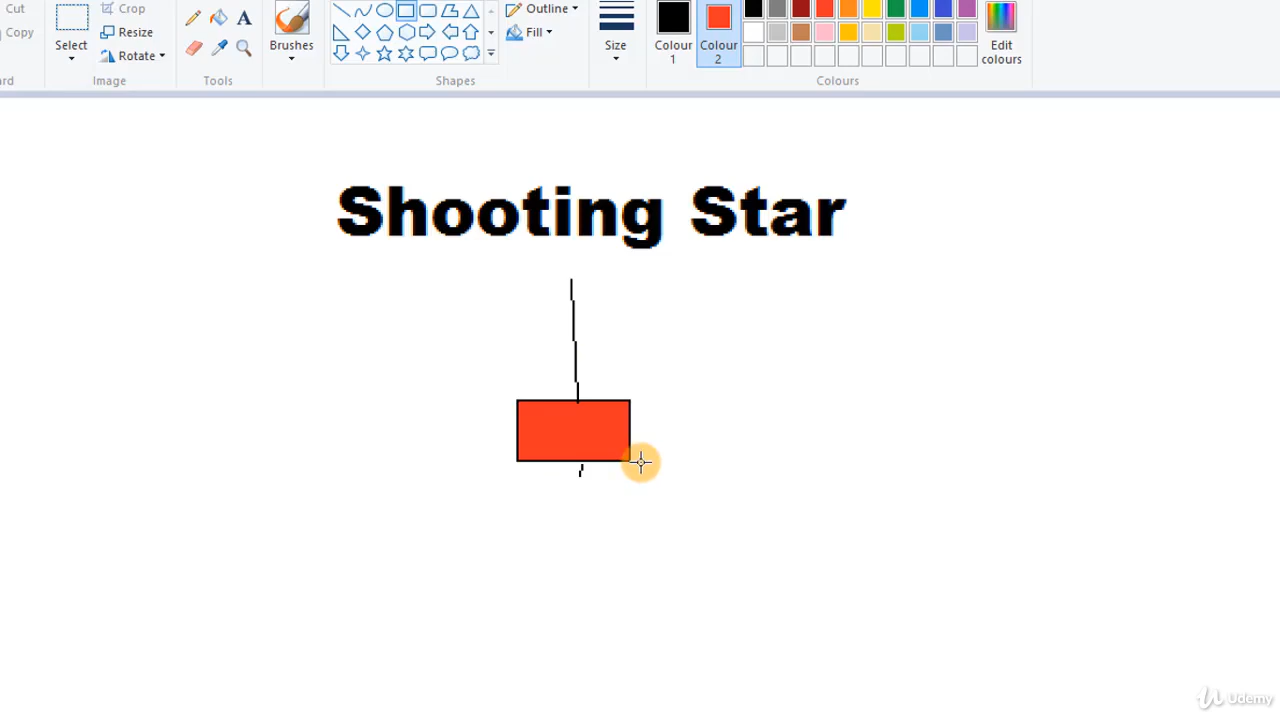 Cut
Copy
ard
Select
Crop
Resize
Rotate
Image
A
Tools
Brushes
Shapes
Outline
Fill
Size
Colour
1
Colour
2
Edit
colours
Colours
Shooting Star
Udemy